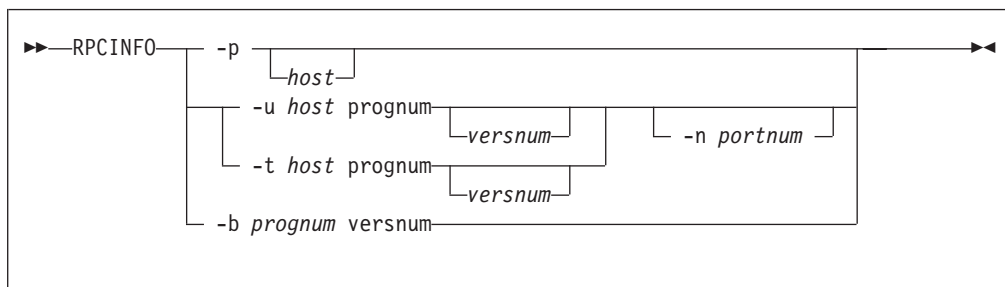 RPCINFO -p
host
-u host prognum
versnum -n portnum
-t host prognum
versnum
-b prognum versnum